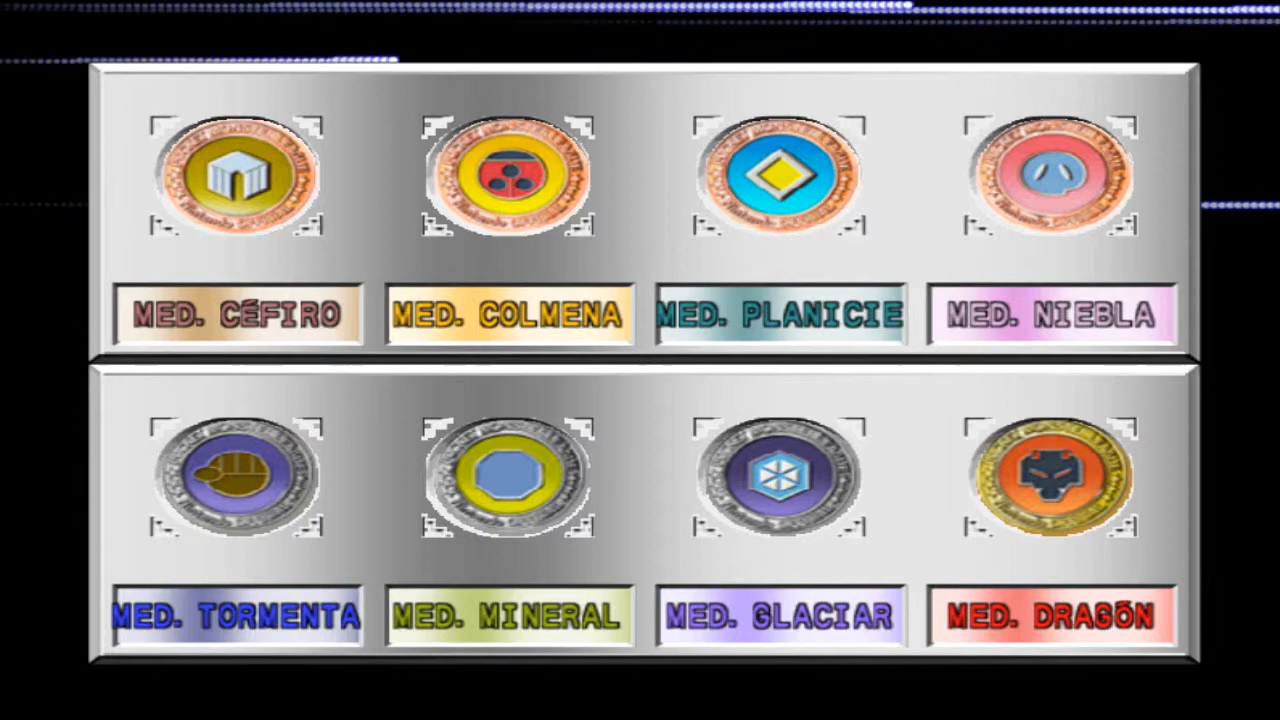 MED. CÉFIRO
MED. COLMENA
MED. PLANICIE
MED. NIEBLA
MED. TORMENTA
MED. MINERAL
MED. GLACIAR
MED. DRAGÓN